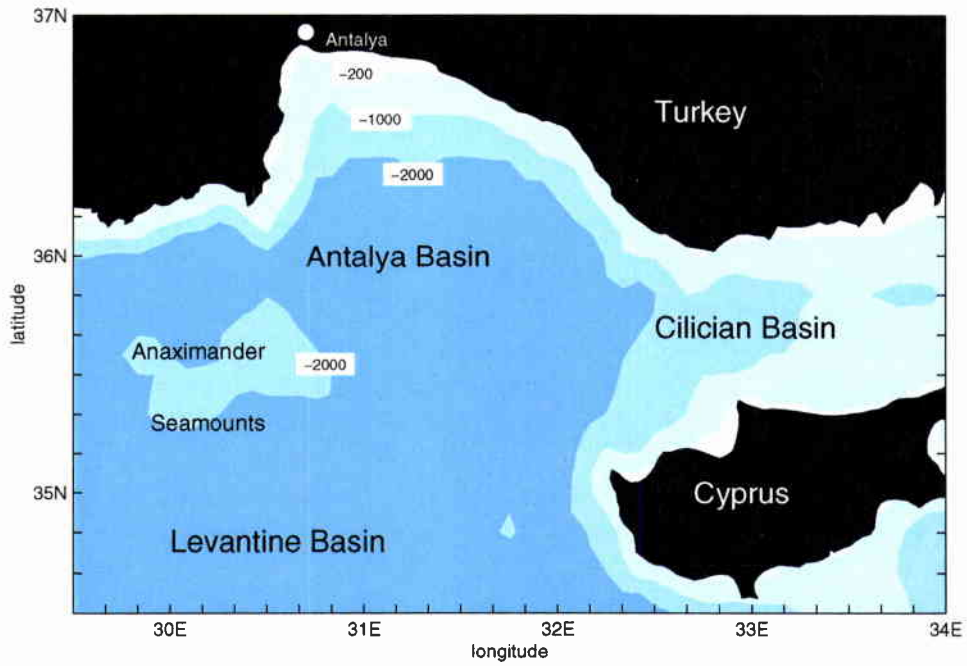 37N
Antalya
-200
Turkey
-1000
-2000
36N
Antalya Basin
latitude
Cilician Basin
Anaximander
-2000
Seamounts
35N
Cyprus
Levantine Basin
30E
31E
32E
33E
34E
longitude